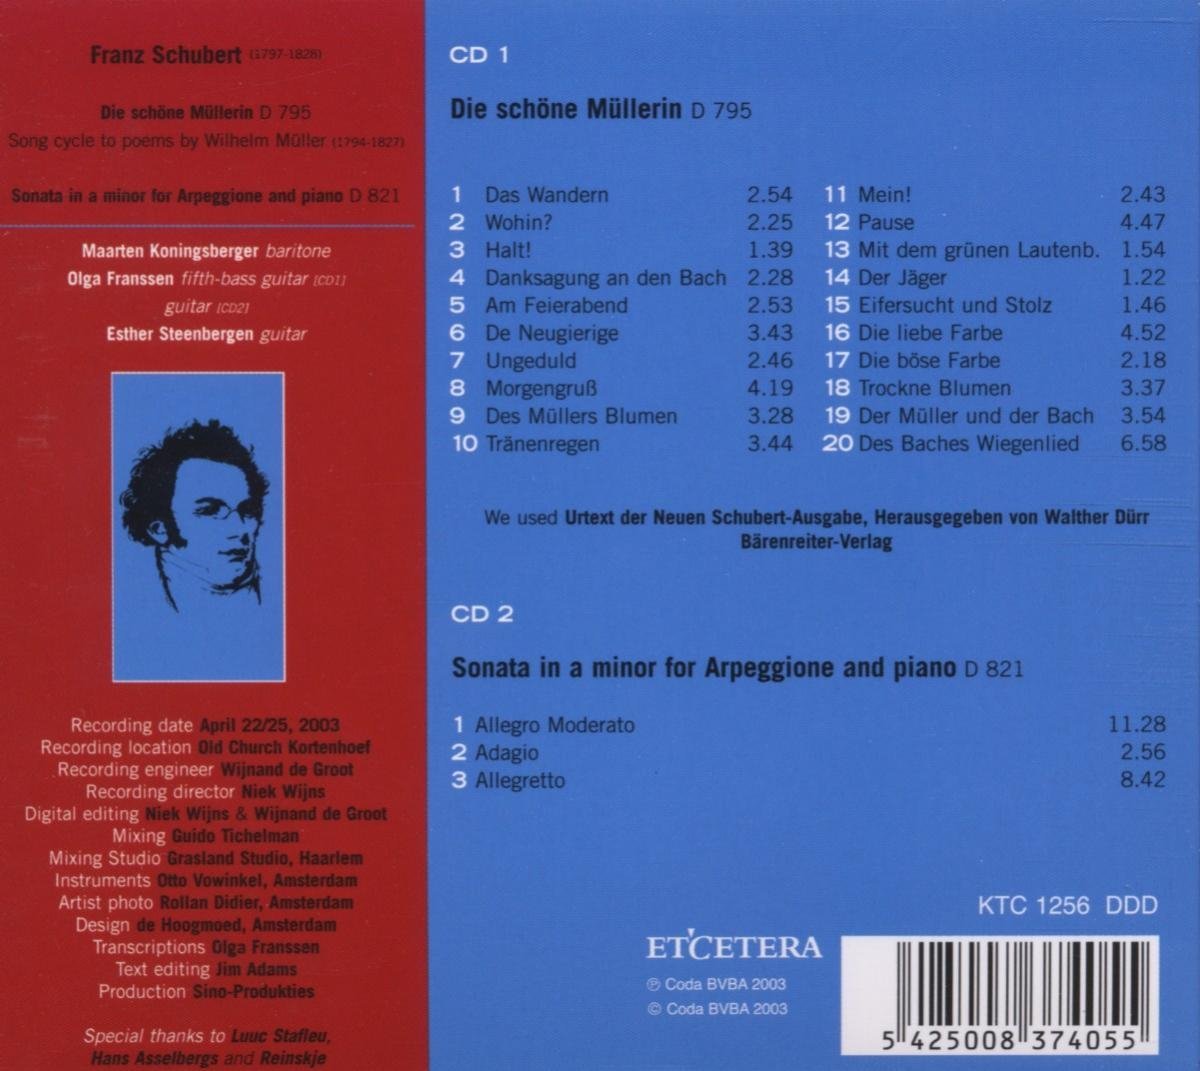 Franz Schubert (1797-1828)
Die schöne Müllerin D 795
Song cycle to poems by Wilhelm Müller (1794-1827)
Sonata in a minor for Arpeggione and piano D 821
Maarten Koningsberger baritone
Olga Franssen fifth-bass guitar [CD1]
guitar [CD2]
Esther Steenbergen guitar
Recording date April 22/25, 2003
Recording location Old Church Kortenhoef
Recording engineer Wijnand de Groot
Recording director Niek Wijns
Digital editing Niek Wijns & Wijnand de Groot
Mixing Guido Tichelman
Mixing Studio Grasland Studio, Haarlem
Instruments Otto Vowinkel, Amsterdam
Artist photo Rollan Didier, Amsterdam
Design de Hoogmoed, Amsterdam
Transcriptions Olga Franssen
Text editing Jim Adams
Production Sino-Produkties
Special thanks to Luuc Stafleu,
Hans Asselbergs and Reinskje
CD 1
Die schöne Müllerin D 795
1 Das Wandern 2.54
2 Wohin? 2.25
3 Halt! 1.39
4 Danksagung an den Bach 2.28
5 Am Feierabend 2.53
6 De Neugierige 3.43
7 Ungeduld 2.46
8 Morgengruß 4.19
9 Des Müllers Blumen 3.28
10 Tränenregen 3.44
11 Mein! 2.43
12 Pause 4.47
13 Mit dem grünen Lautenb. 1.54
14 Der Jäger 1.22
15 Eifersucht und Stolz 1.46
16 Die liebe Farbe 4.52
17 Die böse Farbe 2.18
18 Trockne Blumen 3.37
19 Der Müller und der Bach 3.54
20 Des Baches Wiegenlied 6.58
We used Urtext der Neuen Schubert-Ausgabe, Herausgegeben von Walther Dürr
Bärenreiter-Verlag
CD 2
Sonata in a minor for Arpeggione and piano D 821
1 Allegro Moderato 11.28
2 Adagio 2.56
3 Allegretto 8.42
KTC 1256 DDD
ET'CETERA
℗ Coda BVBA 2003
© Coda BVBA 2003
5 425008 374055